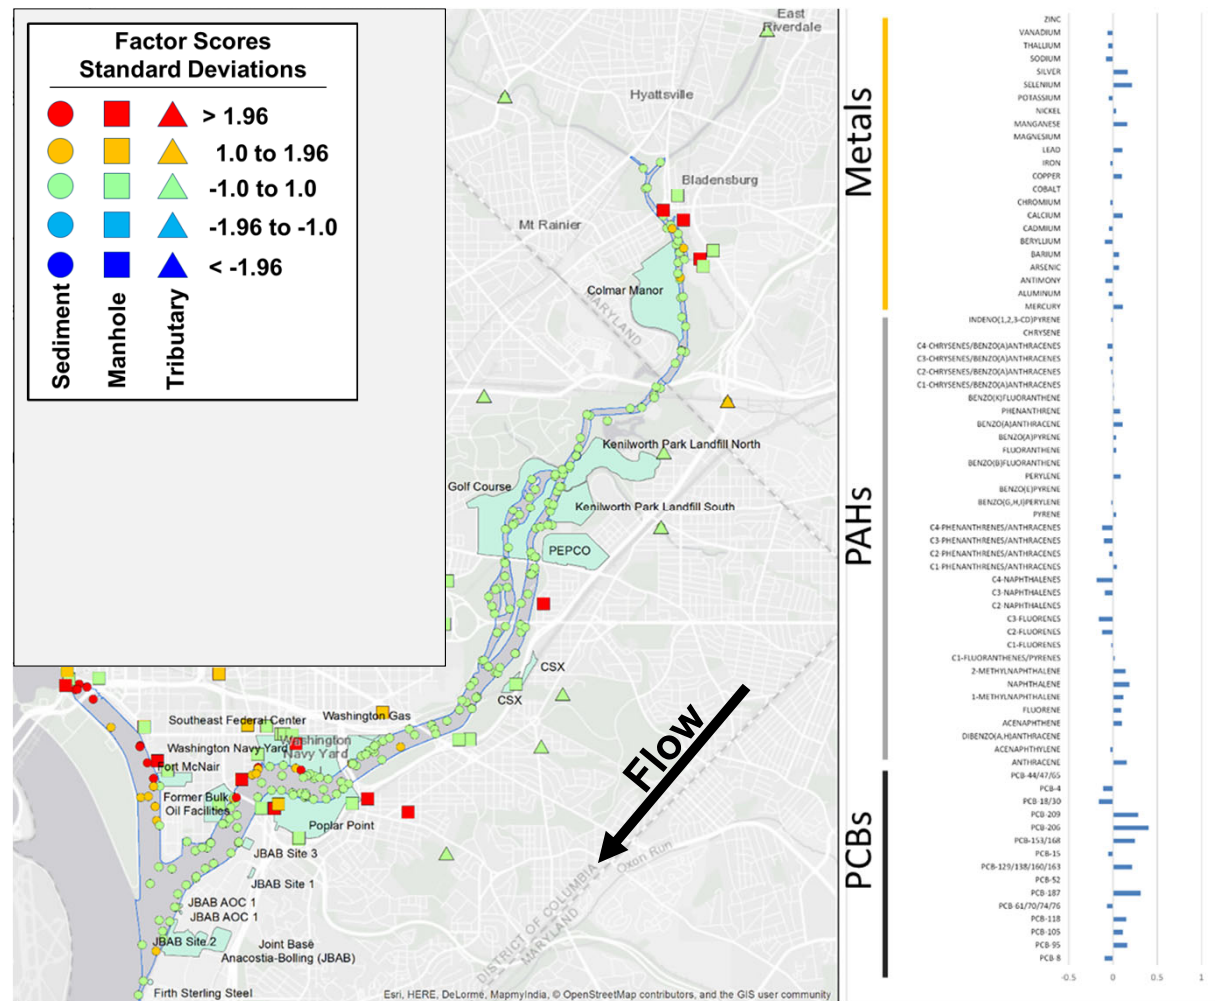 Factor Scores
Standard Deviations
> 1.96
1.0 to 1.96
-1.0 to 1.0
-1.96 to -1.0
< -1.96
Sediment
Manhole
Tributary
East
Riverdale
Hyattsville
Bladensburg
Mt Rainier
Colmar Manor
MARYLAND
Kenilworth Park Landfill North
Golf Course
Kenilworth Park Landfill South
PEPCO
CSX
CSX
Southeast Federal Center
Washington Gas
Washington Navy Yard
Washington
Navy Yard
Fort McNair
Former Bulk
Oil Facilities
Poplar Point
JBAB Site 3
JBAB Site 1
JBAB AOC 1
JBAB AOC 1
JBAB Site 2
Joint Base
Anacostia-Bolling (JBAB)
Firth Sterling Steel
Flow
Oxon Run
DISTRICT OF COLUMBIA
MARYLAND
Esri, HERE, DeLorme, MapmyIndia, © OpenStreetMap contributors, and the GIS user community
Metals
PAHs
PCBs
ZINC
VANADIUM
THALLIUM
SODIUM
SILVER
SELENIUM
POTASSIUM
NICKEL
MANGANESE
MAGNESIUM
LEAD
IRON
COPPER
COBALT
CHROMIUM
CALCIUM
CADMIUM
BERYLLIUM
BARIUM
ARSENIC
ANTIMONY
ALUMINUM
MERCURY
INDENO(1,2,3-CD)PYRENE
CHRYSENE
C4-CHRYSENES/BENZO(A)ANTHRACENES
C3-CHRYSENES/BENZO(A)ANTHRACENES
C2-CHRYSENES/BENZO(A)ANTHRACENES
C1-CHRYSENES/BENZO(A)ANTHRACENES
BENZO(K)FLUORANTHENE
PHENANTHRENE
BENZO(A)ANTHRACENE
BENZO(A)PYRENE
FLUORANTHENE
BENZO(B)FLUORANTHENE
PERYLENE
BENZO(E)PYRENE
BENZO(G,H,I)PERYLENE
PYRENE
C4-PHENANTHRENES/ANTHRACENES
C3-PHENANTHRENES/ANTHRACENES
C2-PHENANTHRENES/ANTHRACENES
C1-PHENANTHRENES/ANTHRACENES
C4-NAPHTHALENES
C3-NAPHTHALENES
C2-NAPHTHALENES
C3-FLUORENES
C2-FLUORENES
C1-FLUORENES
C1-FLUORANTHENES/PYRENES
2-METHYLNAPHTHALENE
NAPHTHALENE
1-METHYLNAPHTHALENE
FLUORENE
ACENAPHTHENE
DIBENZO(A,H)ANTHRACENE
ACENAPHTHYLENE
ANTHRACENE
PCB-44/47/65
PCB-4
PCB-18/30
PCB-209
PCB-206
PCB-153/168
PCB-15
PCB-129/138/160/163
PCB-52
PCB-187
PCB-61/70/74/76
PCB-118
PCB-105
PCB-95
PCB-8
-0.5 0 0.5 1